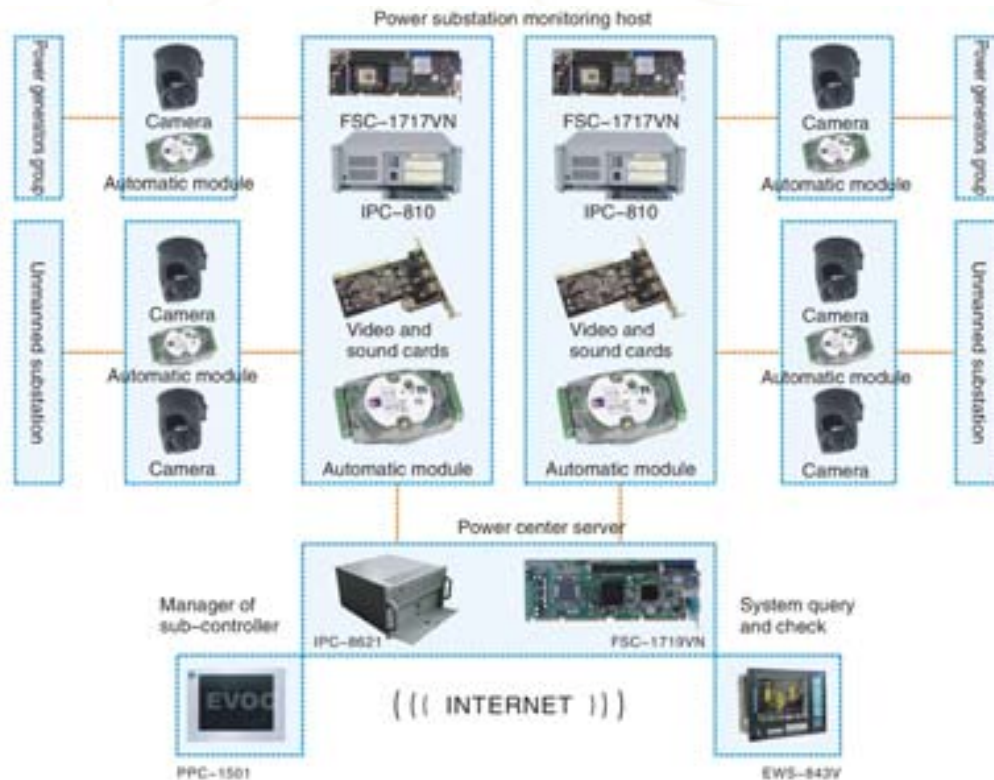 Power substation monitoring host
Power generators group
Camera
Automatic module
FSC-1717VN
IPC-810
Video and
sound cards
Automatic module
FSC-1717VN
IPC-810
Video and
sound cards
Automatic module
Camera
Automatic module
Power generators group
Unmanned substation
Camera
Automatic module
Camera
Camera
Automatic module
Camera
Unmanned substation
Power center server
Manager of
sub-controller
IPC-8621
FSC-1719VN
System query
and check
EVOC
((( INTERNET )))
PPC-1501
EWS-843V